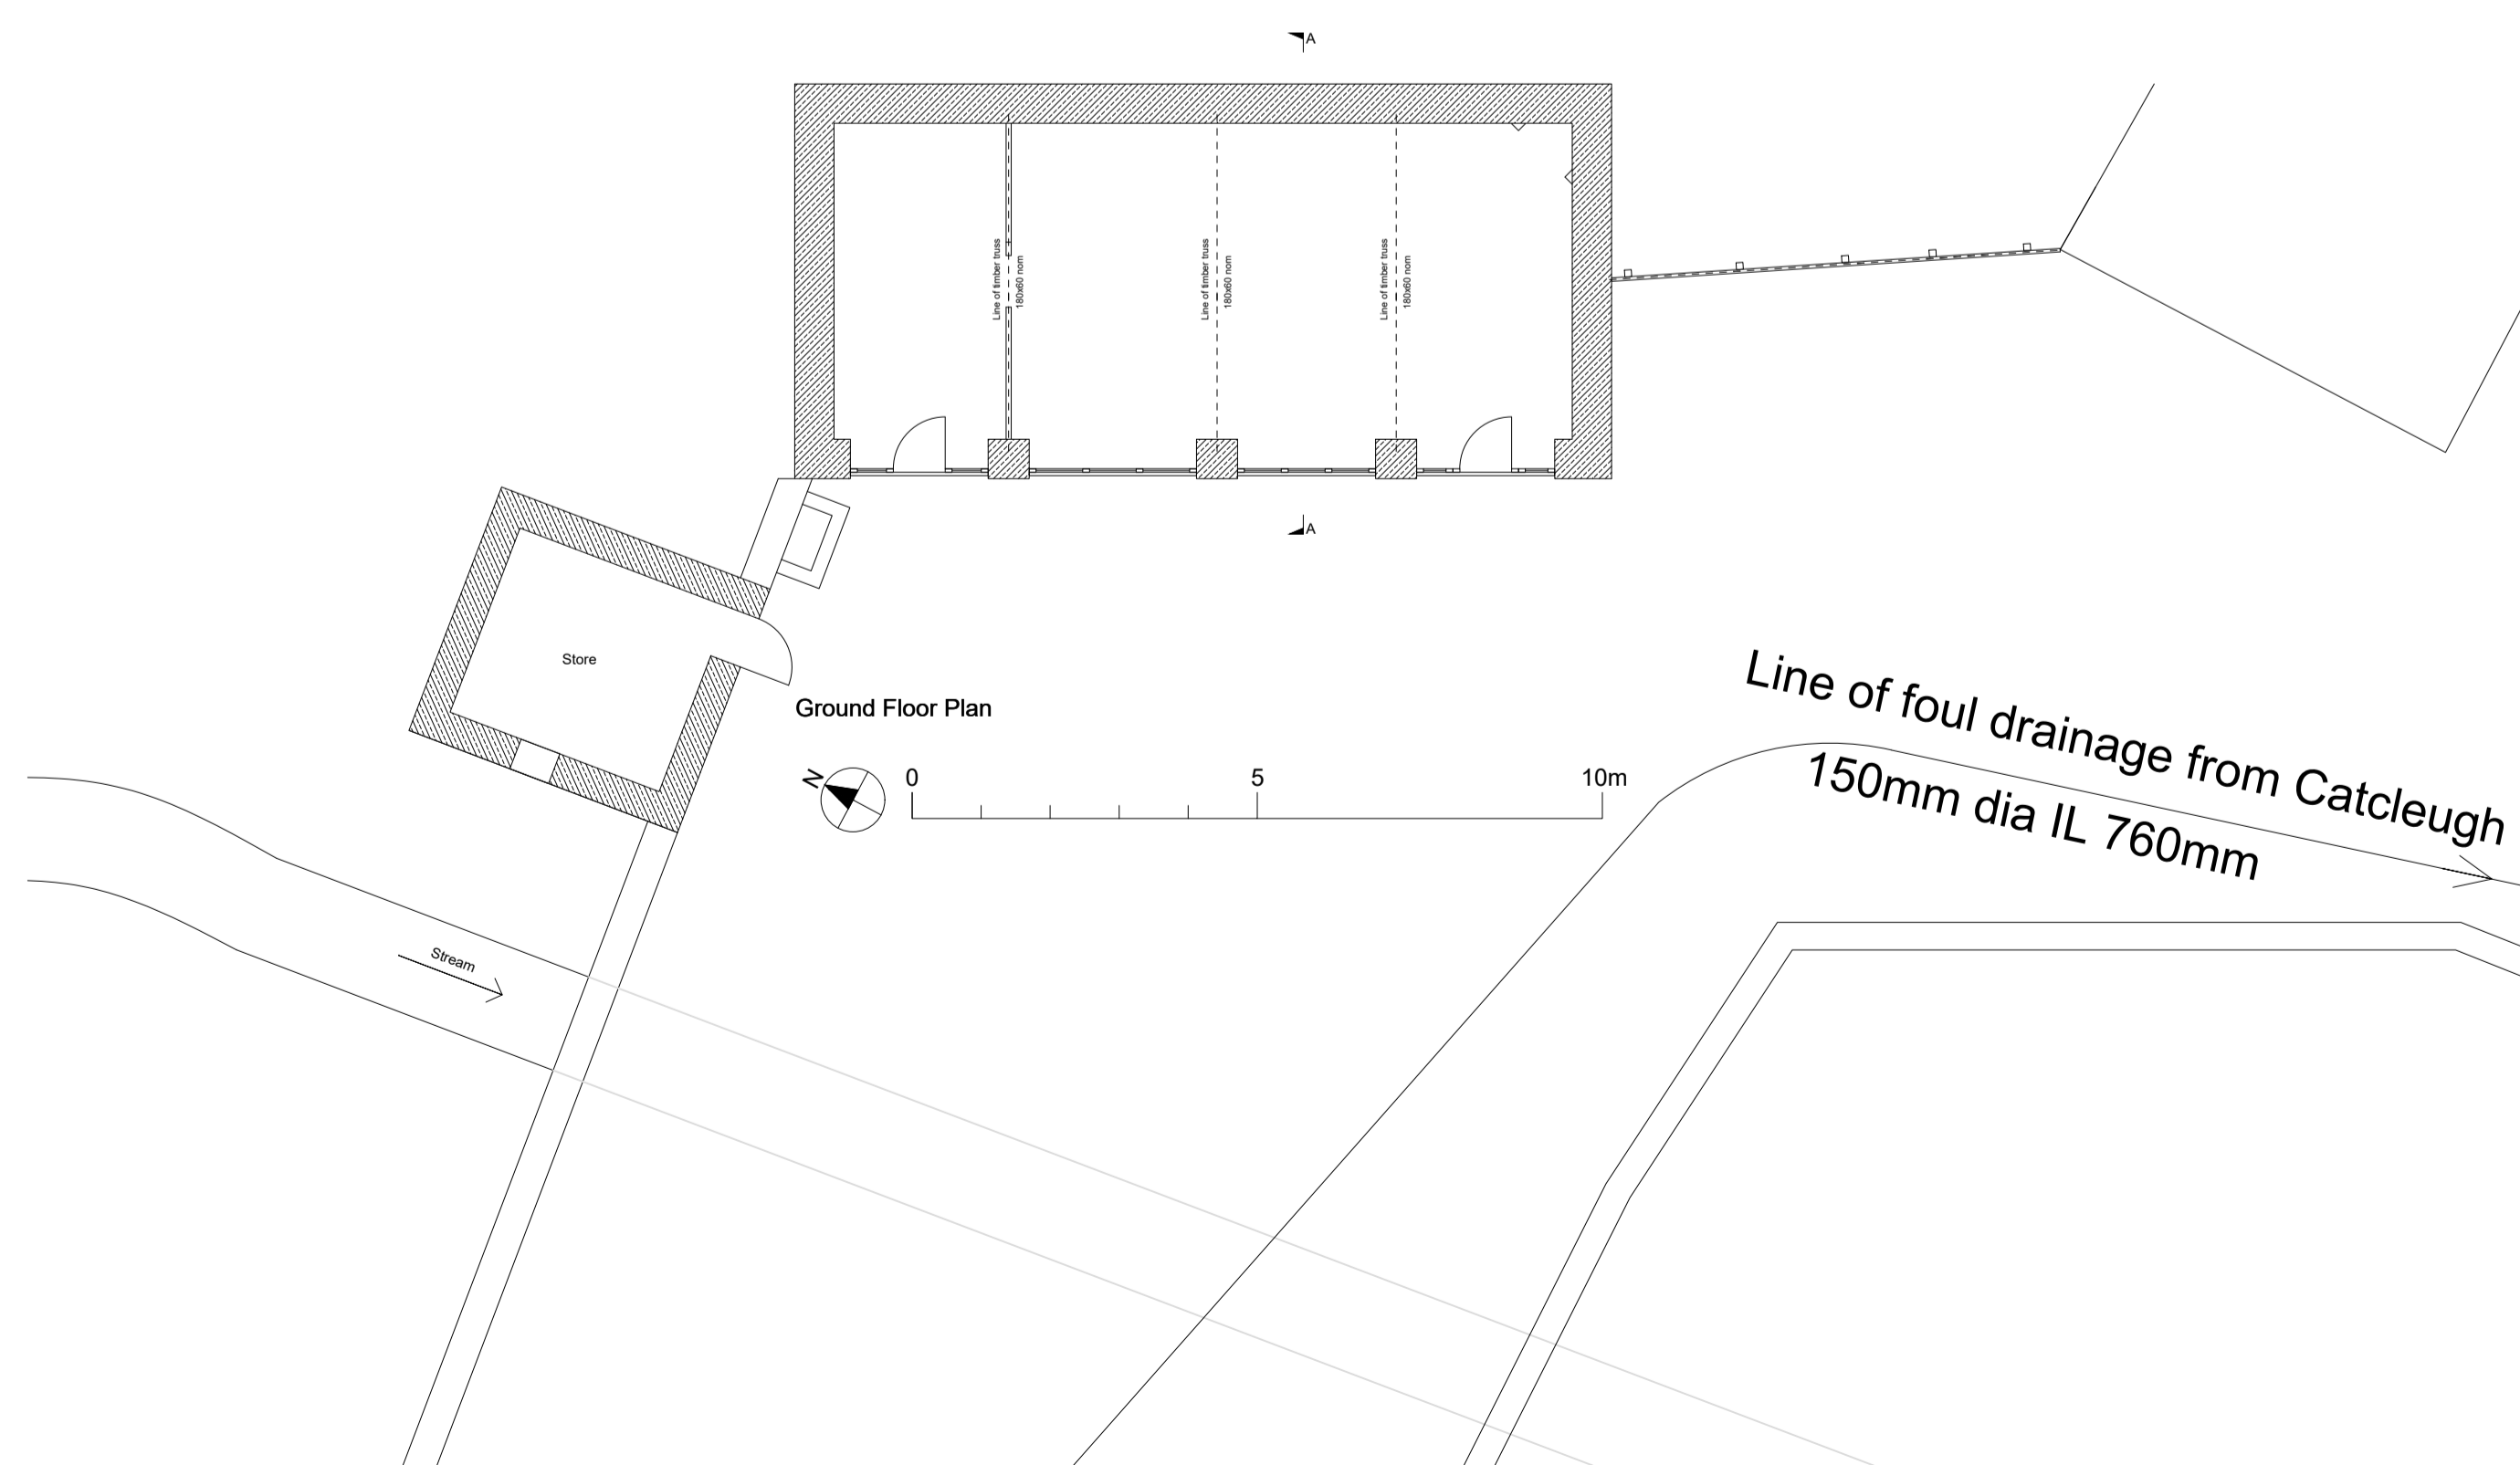 A
Line of timber truss
180x60 nom
Line of timber truss
180x60 nom
Line of timber truss
180x60 nom
A
Store
Ground Floor Plan
N
0 5 10m
Line of foul drainage from Catcleugh
150mm dia IL 760mm
Stream